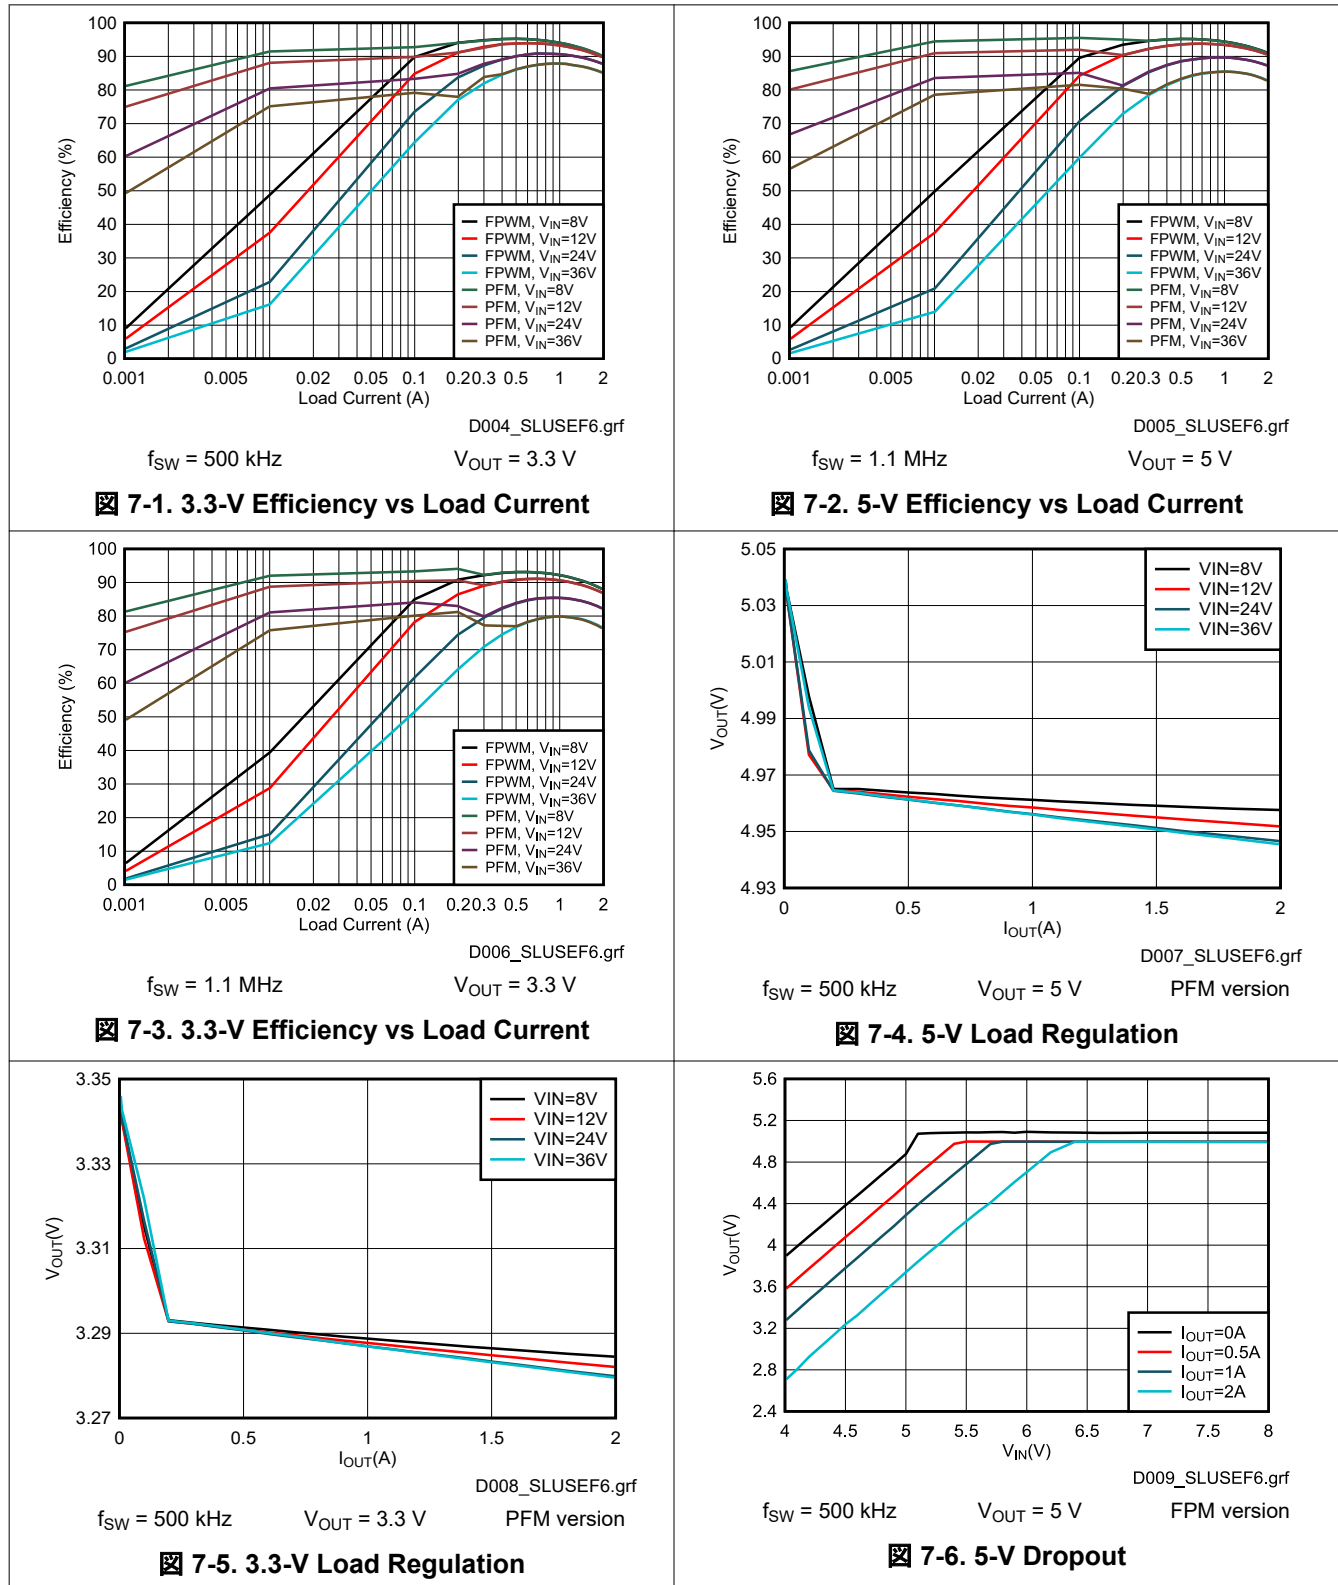 100
90
80
70
60
50
40
30
20
10
0
Efficiency (%)
FPWM, VIN=8V
FPWM, VIN=12V
FPWM, VIN=24V
FPWM, VIN=36V
PFM, VIN=8V
PFM, VIN=12V
PFM, VIN=24V
PFM, VIN=36V
0.001 0.005 0.02 0.05 0.1 0.2 0.3 0.5 1 2
Load Current (A)
D004_SLUSEF6.grf
fSW = 500 kHz VOUT = 3.3 V
図 7-1. 3.3-V Efficiency vs Load Current
100
90
80
70
60
50
40
30
20
10
0
Efficiency (%)
FPWM, VIN=8V
FPWM, VIN=12V
FPWM, VIN=24V
FPWM, VIN=36V
PFM, VIN=8V
PFM, VIN=12V
PFM, VIN=24V
PFM, VIN=36V
0.001 0.005 0.02 0.05 0.1 0.2 0.3 0.5 1 2
Load Current (A)
D005_SLUSEF6.grf
fSW = 1.1 MHz VOUT = 5 V
図 7-2. 5-V Efficiency vs Load Current
100
90
80
70
60
50
40
30
20
10
0
Efficiency (%)
FPWM, VIN=8V
FPWM, VIN=12V
FPWM, VIN=24V
FPWM, VIN=36V
PFM, VIN=8V
PFM, VIN=12V
PFM, VIN=24V
PFM, VIN=36V
0.001 0.005 0.02 0.05 0.1 0.2 0.3 0.5 1 2
Load Current (A)
D006_SLUSEF6.grf
fSW = 1.1 MHz VOUT = 3.3 V
図 7-3. 3.3-V Efficiency vs Load Current
5.05
5.03
5.01
4.99
4.97
4.95
4.93
VOUT(V)
VIN=8V
VIN=12V
VIN=24V
VIN=36V
0 0.5 1 1.5 2
IOUT(A)
D007_SLUSEF6.grf
fSW = 500 kHz VOUT = 5 V PFM version
図 7-4. 5-V Load Regulation
3.35
3.33
3.31
3.29
3.27
VOUT(V)
VIN=8V
VIN=12V
VIN=24V
VIN=36V
0 0.5 1 1.5 2
IOUT(A)
D008_SLUSEF6.grf
fSW = 500 kHz VOUT = 3.3 V PFM version
図 7-5. 3.3-V Load Regulation
5.6
5.2
4.8
4.4
4
3.6
3.2
2.8
2.4
VOUT(V)
IOUT=0A
IOUT=0.5A
IOUT=1A
IOUT=2A
4 4.5 5 5.5 6 6.5 7 7.5 8
VIN(V)
D009_SLUSEF6.grf
fSW = 500 kHz VOUT = 5 V FPM version
図 7-6. 5-V Dropout